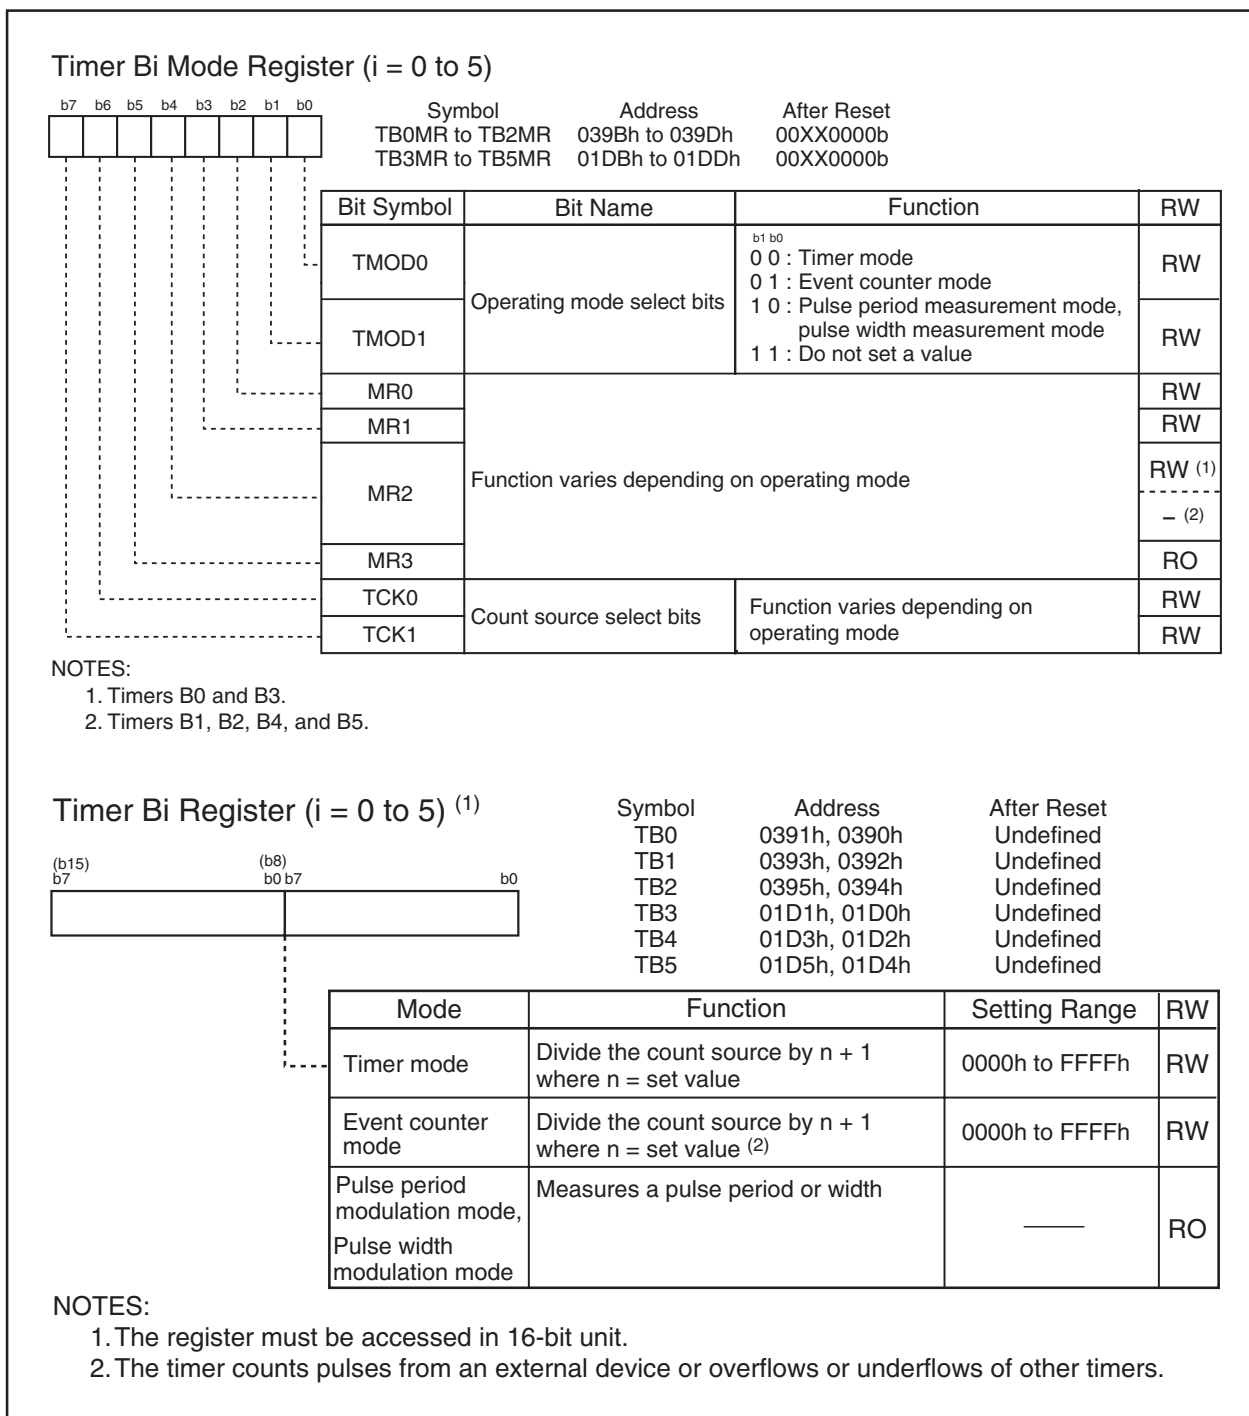 Timer Bi Mode Register (i = 0 to 5)
b7 b6 b5 b4 b3 b2 b1 b0
Symbol Address After Reset
TB0MR to TB2MR 039Bh to 039Dh 00XX0000b
TB3MR to TB5MR 01DBh to 01DDh 00XX0000b
Bit Symbol Bit Name Function RW
TMOD0 Operating mode select bits b1 b0
0 0 : Timer mode RW
0 1 : Event counter mode
1 0 : Pulse period measurement mode,
pulse width measurement mode
TMOD1 1 1 : Do not set a value RW
MR0 Function varies depending on operating mode RW
MR1 RW
MR2 RW (1)
– (2)
MR3 RO
TCK0 Count source select bits Function varies depending on RW
TCK1 operating mode RW
NOTES:
1. Timers B0 and B3.
2. Timers B1, B2, B4, and B5.
Timer Bi Register (i = 0 to 5) (1)
Symbol Address After Reset
TB0 0391h, 0390h Undefined
TB1 0393h, 0392h Undefined
TB2 0395h, 0394h Undefined
TB3 01D1h, 01D0h Undefined
TB4 01D3h, 01D2h Undefined
TB5 01D5h, 01D4h Undefined
(b15) (b8)
b7 b0 b7 b0
Mode Function Setting Range RW
Timer mode Divide the count source by n + 1
where n = set value 0000h to FFFFh RW
Event counter
mode Divide the count source by n + 1
where n = set value (2) 0000h to FFFFh RW
Pulse period
modulation mode,
Pulse width
modulation mode Measures a pulse period or width —— RO
NOTES:
1. The register must be accessed in 16-bit unit.
2. The timer counts pulses from an external device or overflows or underflows of other timers.